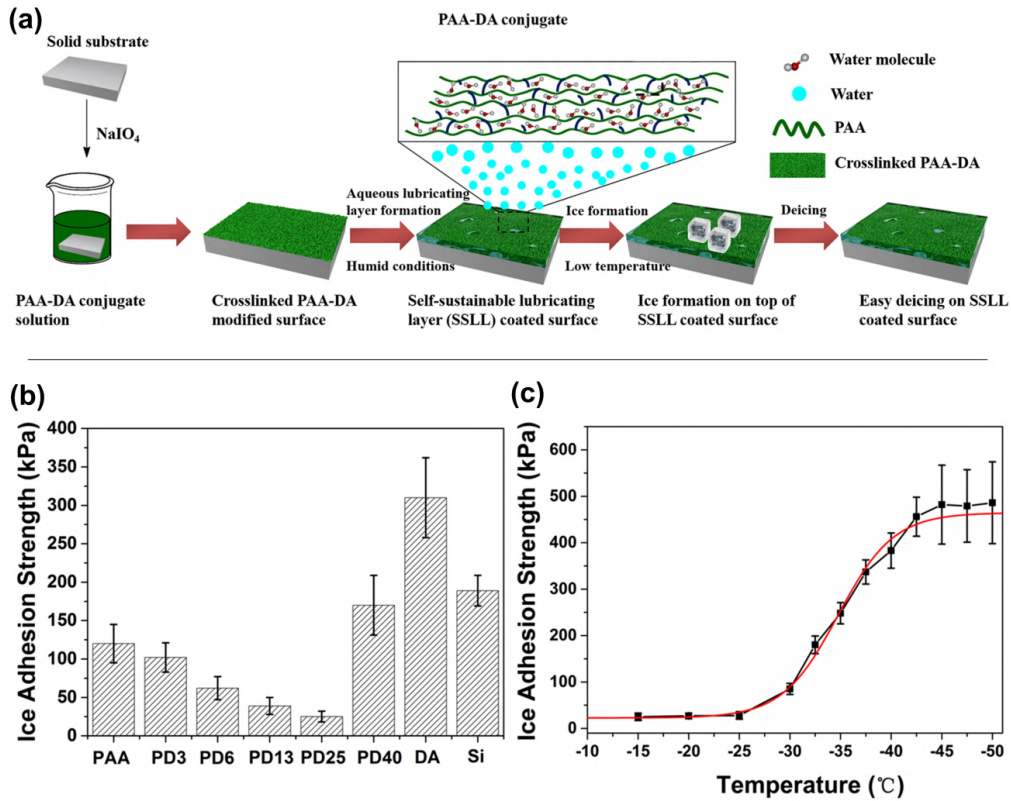 (a)
Solid substrate
NaIO4
PAA-DA conjugate
Water molecule
Water
PAA
Crosslinked PAA-DA
Aqueous lubricating
layer formation
Humid conditions
Ice formation
Low temperature
Deicing
PAA-DA conjugate
solution
Crosslinked PAA-DA
modified surface
Self-sustainable lubricating
layer (SSLL) coated surface
Ice formation on top of
SSLL coated surface
Easy deicing on SSLL
coated surface
(b)
Ice Adhesion Strength (kPa)
400
350
300
250
200
150
100
50
0
PAA PD3 PD6 PD13 PD25 PD40 DA Si
(c)
Ice Adhesion Strength (kPa)
600
500
400
300
200
100
0
-10 -15 -20 -25 -30 -35 -40 -45 -50
Temperature (℃)